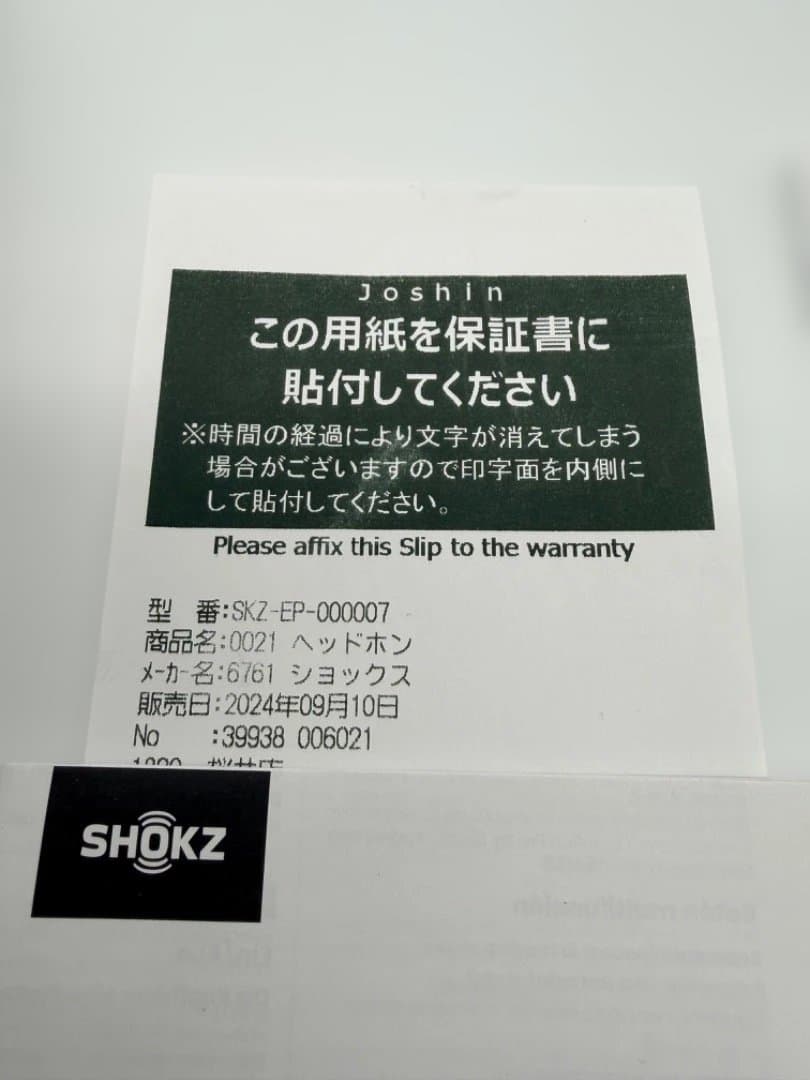 Joshin
この用紙を保証書に
貼付してください
※時間の経過により文字が消えてしまう
場合がございますので印字面を内側に
して貼付してください。
Please affix this Slip to the warranty
型　番:SKZ-EP-000007
商品名:0021 ヘッドホン
ﾒｰｶｰ名:6761 ショックス
販売日:2024年09月10日
No　　:39938 006021
SHOKZ